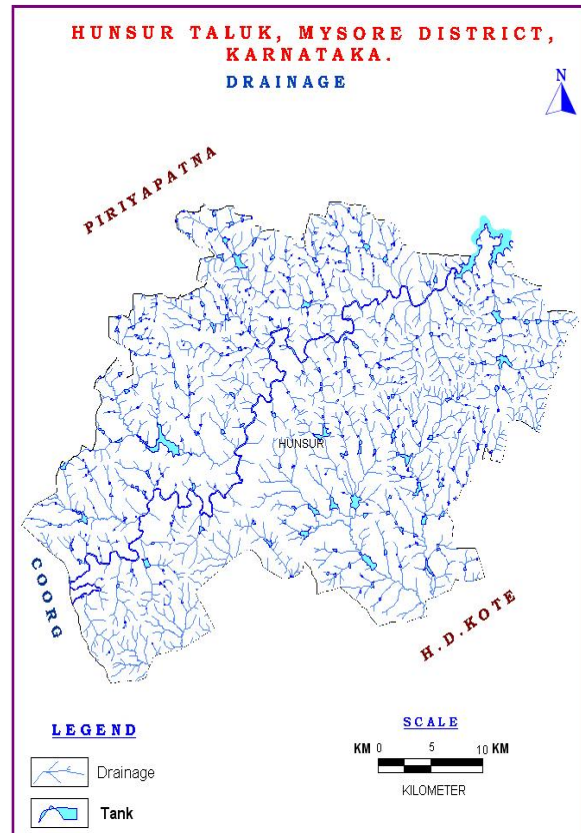 HUNSUR TALUK, MYSORE DISTRICT,
KARNATAKA.
DRAINAGE
N
PIRIYAPATNA
HUNSUR
COORG
H.D.KOTE
LEGEND
Drainage
Tank
SCALE
KM 0 5 10 KM
KILOMETER